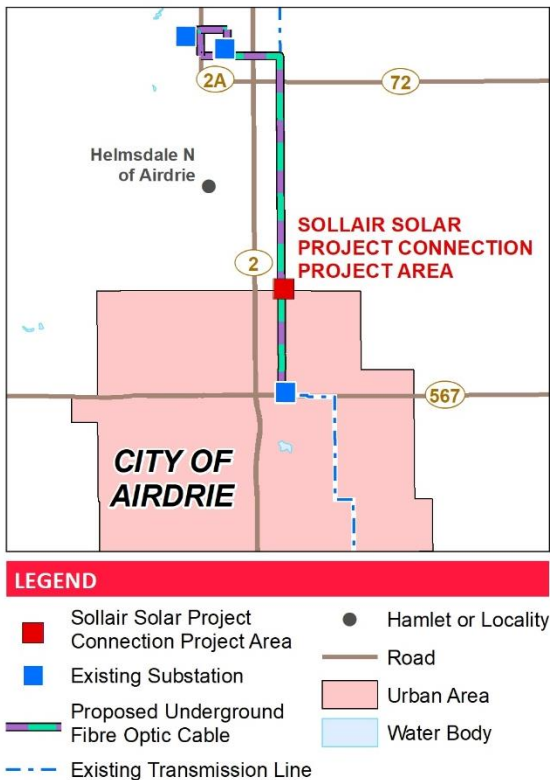 2A
72
Helmsdale N
of Airdrie
SOLLAIR SOLAR
PROJECT CONNECTION
PROJECT AREA
2
567
CITY OF
AIRDRIE
LEGEND
Sollair Solar Project
Connection Project Area
Existing Substation
Proposed Underground
Fibre Optic Cable
Existing Transmission Line
Hamlet or Locality
Road
Urban Area
Water Body